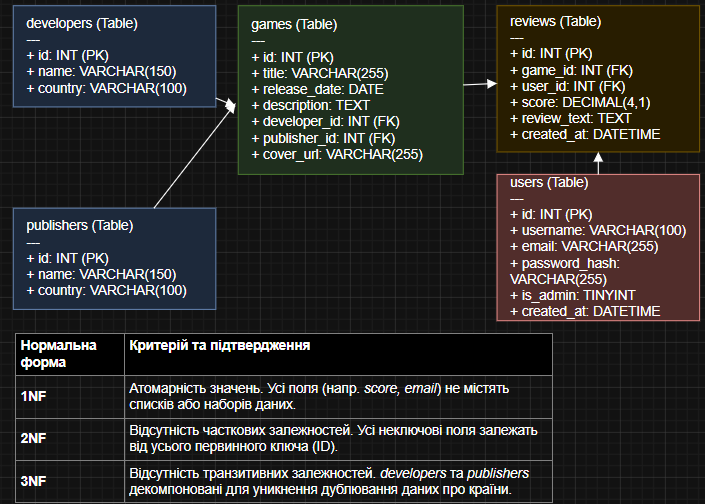 developers (Table)
---
+ id: INT (PK)
+ name: VARCHAR(150)
+ country: VARCHAR(100)
games (Table)
---
+ id: INT (PK)
+ title: VARCHAR(255)
+ release_date: DATE
+ description: TEXT
+ developer_id: INT (FK)
+ publisher_id: INT (FK)
+ cover_url: VARCHAR(255)
reviews (Table)
---
+ id: INT (PK)
+ game_id: INT (FK)
+ user_id: INT (FK)
+ score: DECIMAL(4,1)
+ review_text: TEXT
+ created_at: DATETIME
publishers (Table)
---
+ id: INT (PK)
+ name: VARCHAR(150)
+ country: VARCHAR(100)
users (Table)
---
+ id: INT (PK)
+ username: VARCHAR(100)
+ email: VARCHAR(255)
+ password_hash:
VARCHAR(255)
+ is_admin: TINYINT
+ created_at: DATETIME
Нормальна
форма
Критерій та підтвердження
1NF
Атомарність значень. Усі поля (напр. score, email) не містять
списків або наборів даних.
2NF
Відсутність часткових залежностей. Усі неключові поля залежать
від усього первинного ключа (ID).
3NF
Відсутність транзитивних залежностей. developers та publishers
декомпоновані для уникнення дублювання даних про країни.